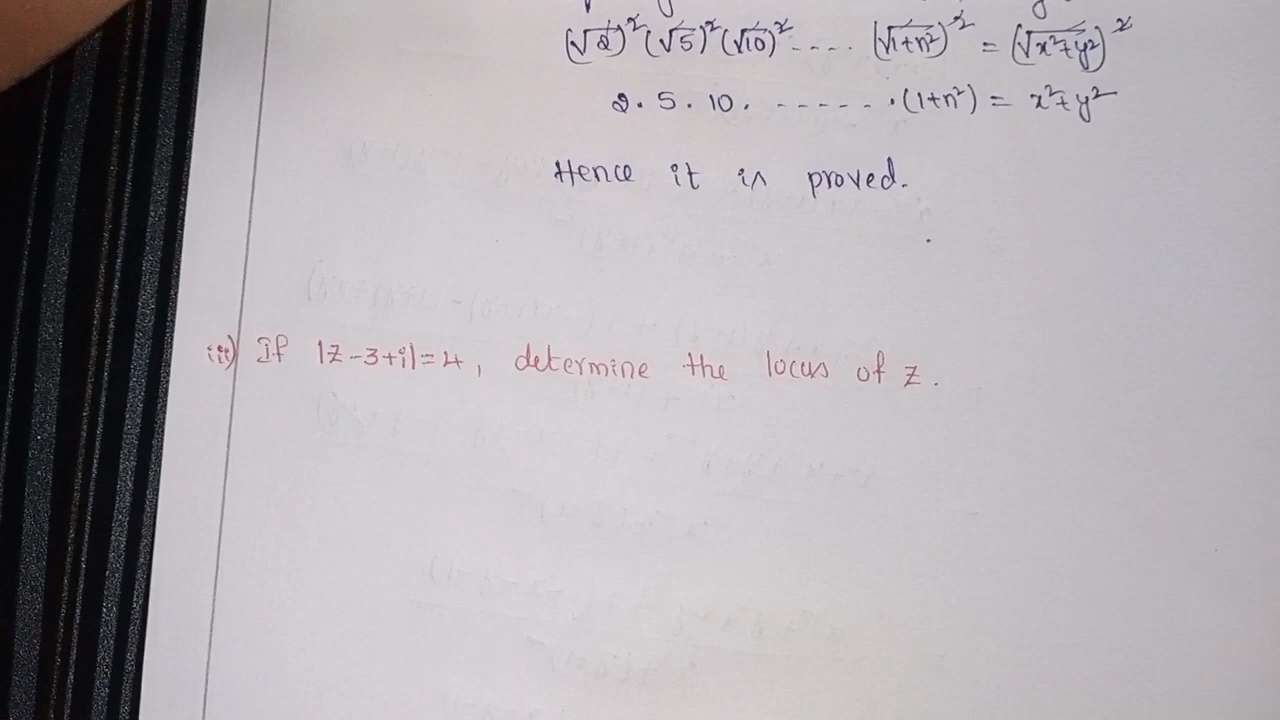 (√2)²(√5)²(√10)² .... (√1+n²)² = (√x²+y²)²
2 . 5 . 10 . ------ . (1+n²) = x²+y²
Hence it is proved.
iii) If |z-3+i|=4, determine the locus of z.